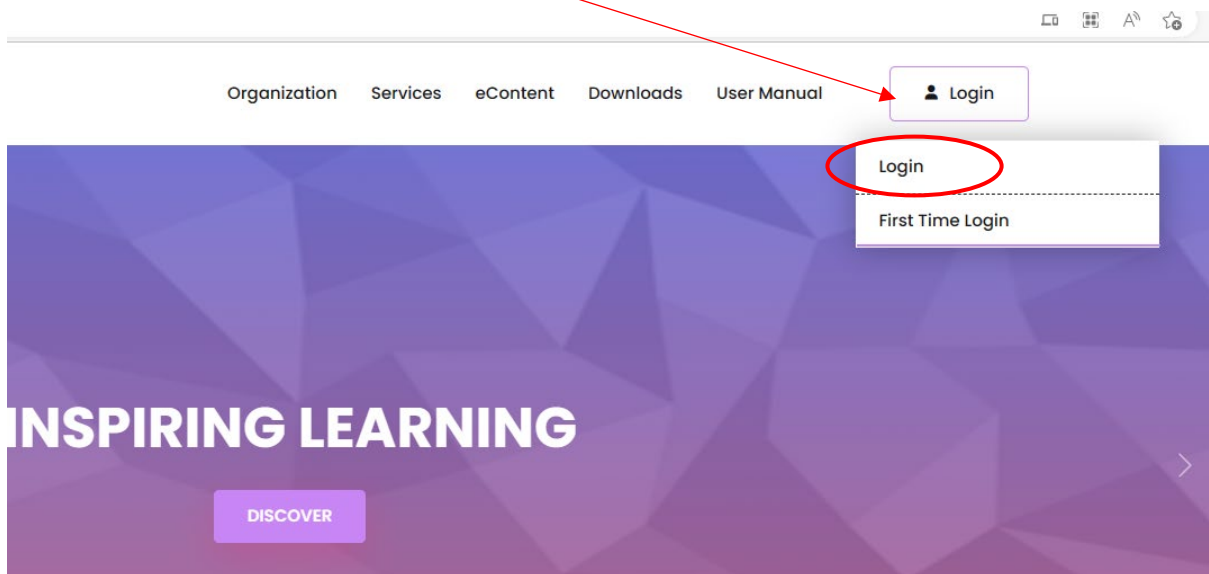 Organization Services eContent Downloads User Manual Login
Login
First Time Login
INSPIRING LEARNING
DISCOVER